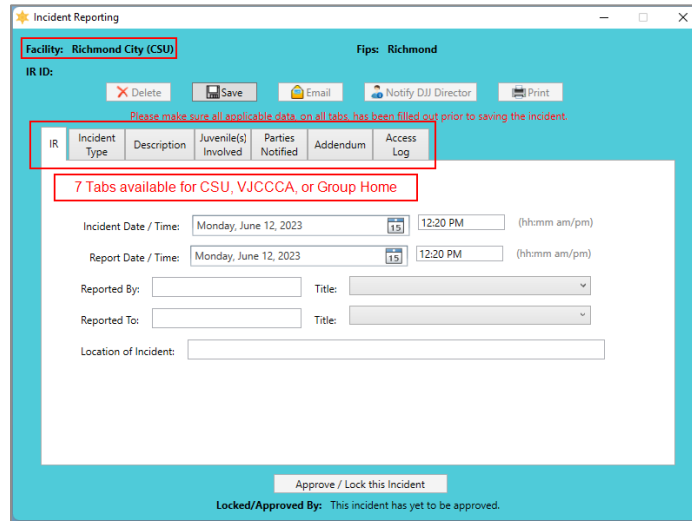 Incident Reporting
Facility: Richmond City (CSU) Fips: Richmond
IR ID:
Delete Save Email Notify DJJ Director Print
Please make sure all applicable data, on all tabs, has been filled out prior to saving the incident.
IR Incident Type Description Juvenile(s) Involved Parties Notified Addendum Access Log
7 Tabs available for CSU, VJCCCA, or Group Home
Incident Date / Time: Monday, June 12, 2023 15 12:20 PM (hh:mm am/pm)
Report Date / Time: Monday, June 12, 2023 15 12:20 PM (hh:mm am/pm)
Reported By: Title:
Reported To: Title:
Location of Incident:
Approve / Lock this Incident
Locked/Approved By: This incident has yet to be approved.